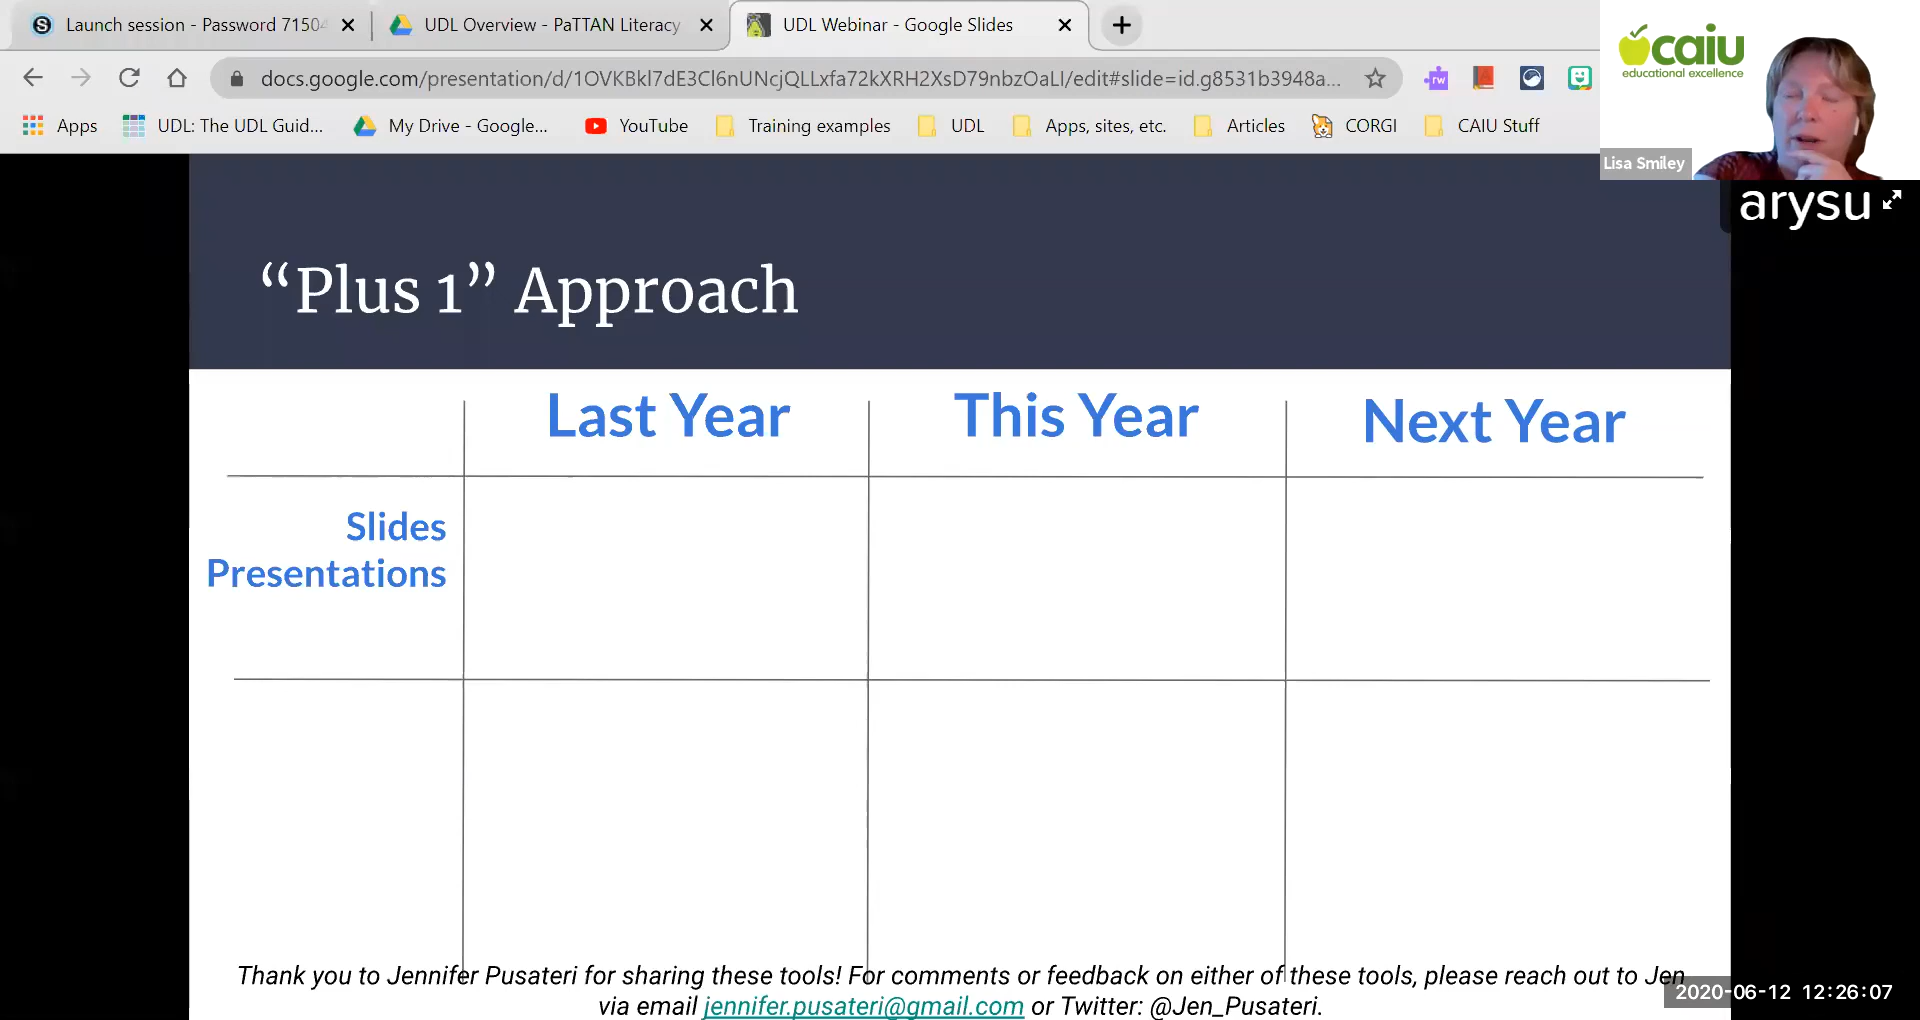 Launch session - Password 7150
UDL Overview - PaTTAN Literacy
UDL Webinar - Google Slides
docs.google.com/presentation/d/1OVKBkl7dE3Cl6nUNcjQLLxfa72kXRH2XsD79nbzOaLI/edit#slide=id.g8531b3948a...
Apps
UDL: The UDL Guid...
My Drive - Google...
YouTube
Training examples
UDL
Apps, sites, etc.
Articles
CORGI
CAIU Stuff
caiu
educational excellence
Lisa Smiley
arysu
“Plus 1” Approach
Last Year This Year Next Year
Slides
Presentations
Thank you to Jennifer Pusateri for sharing these tools! For comments or feedback on either of these tools, please reach out to Jen
via email jennifer.pusateri@gmail.com or Twitter: @Jen_Pusateri.
2020-06-12 12:26:07